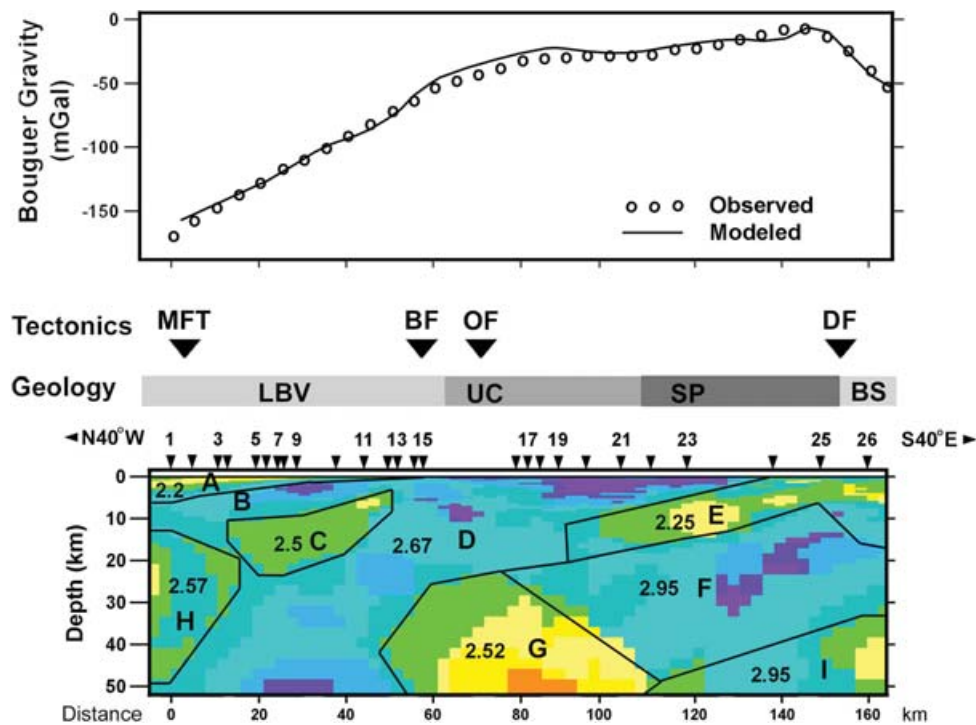 Bouguer Gravity
(mGal)
0
-50
-100
-150
Observed
Modeled
Tectonics MFT BF OF DF
Geology LBV UC SP BS
N40°W 1 3 5 7 9 11 13 15 17 19 21 23 25 26 S40°E
Depth (km)
0
10
20
30
40
50
2.2 A
B
2.5 C
2.67 D
2.25 E
2.95 F
2.57
H
2.52 G
2.95 I
Distance 0 20 40 60 80 100 120 140 160 km